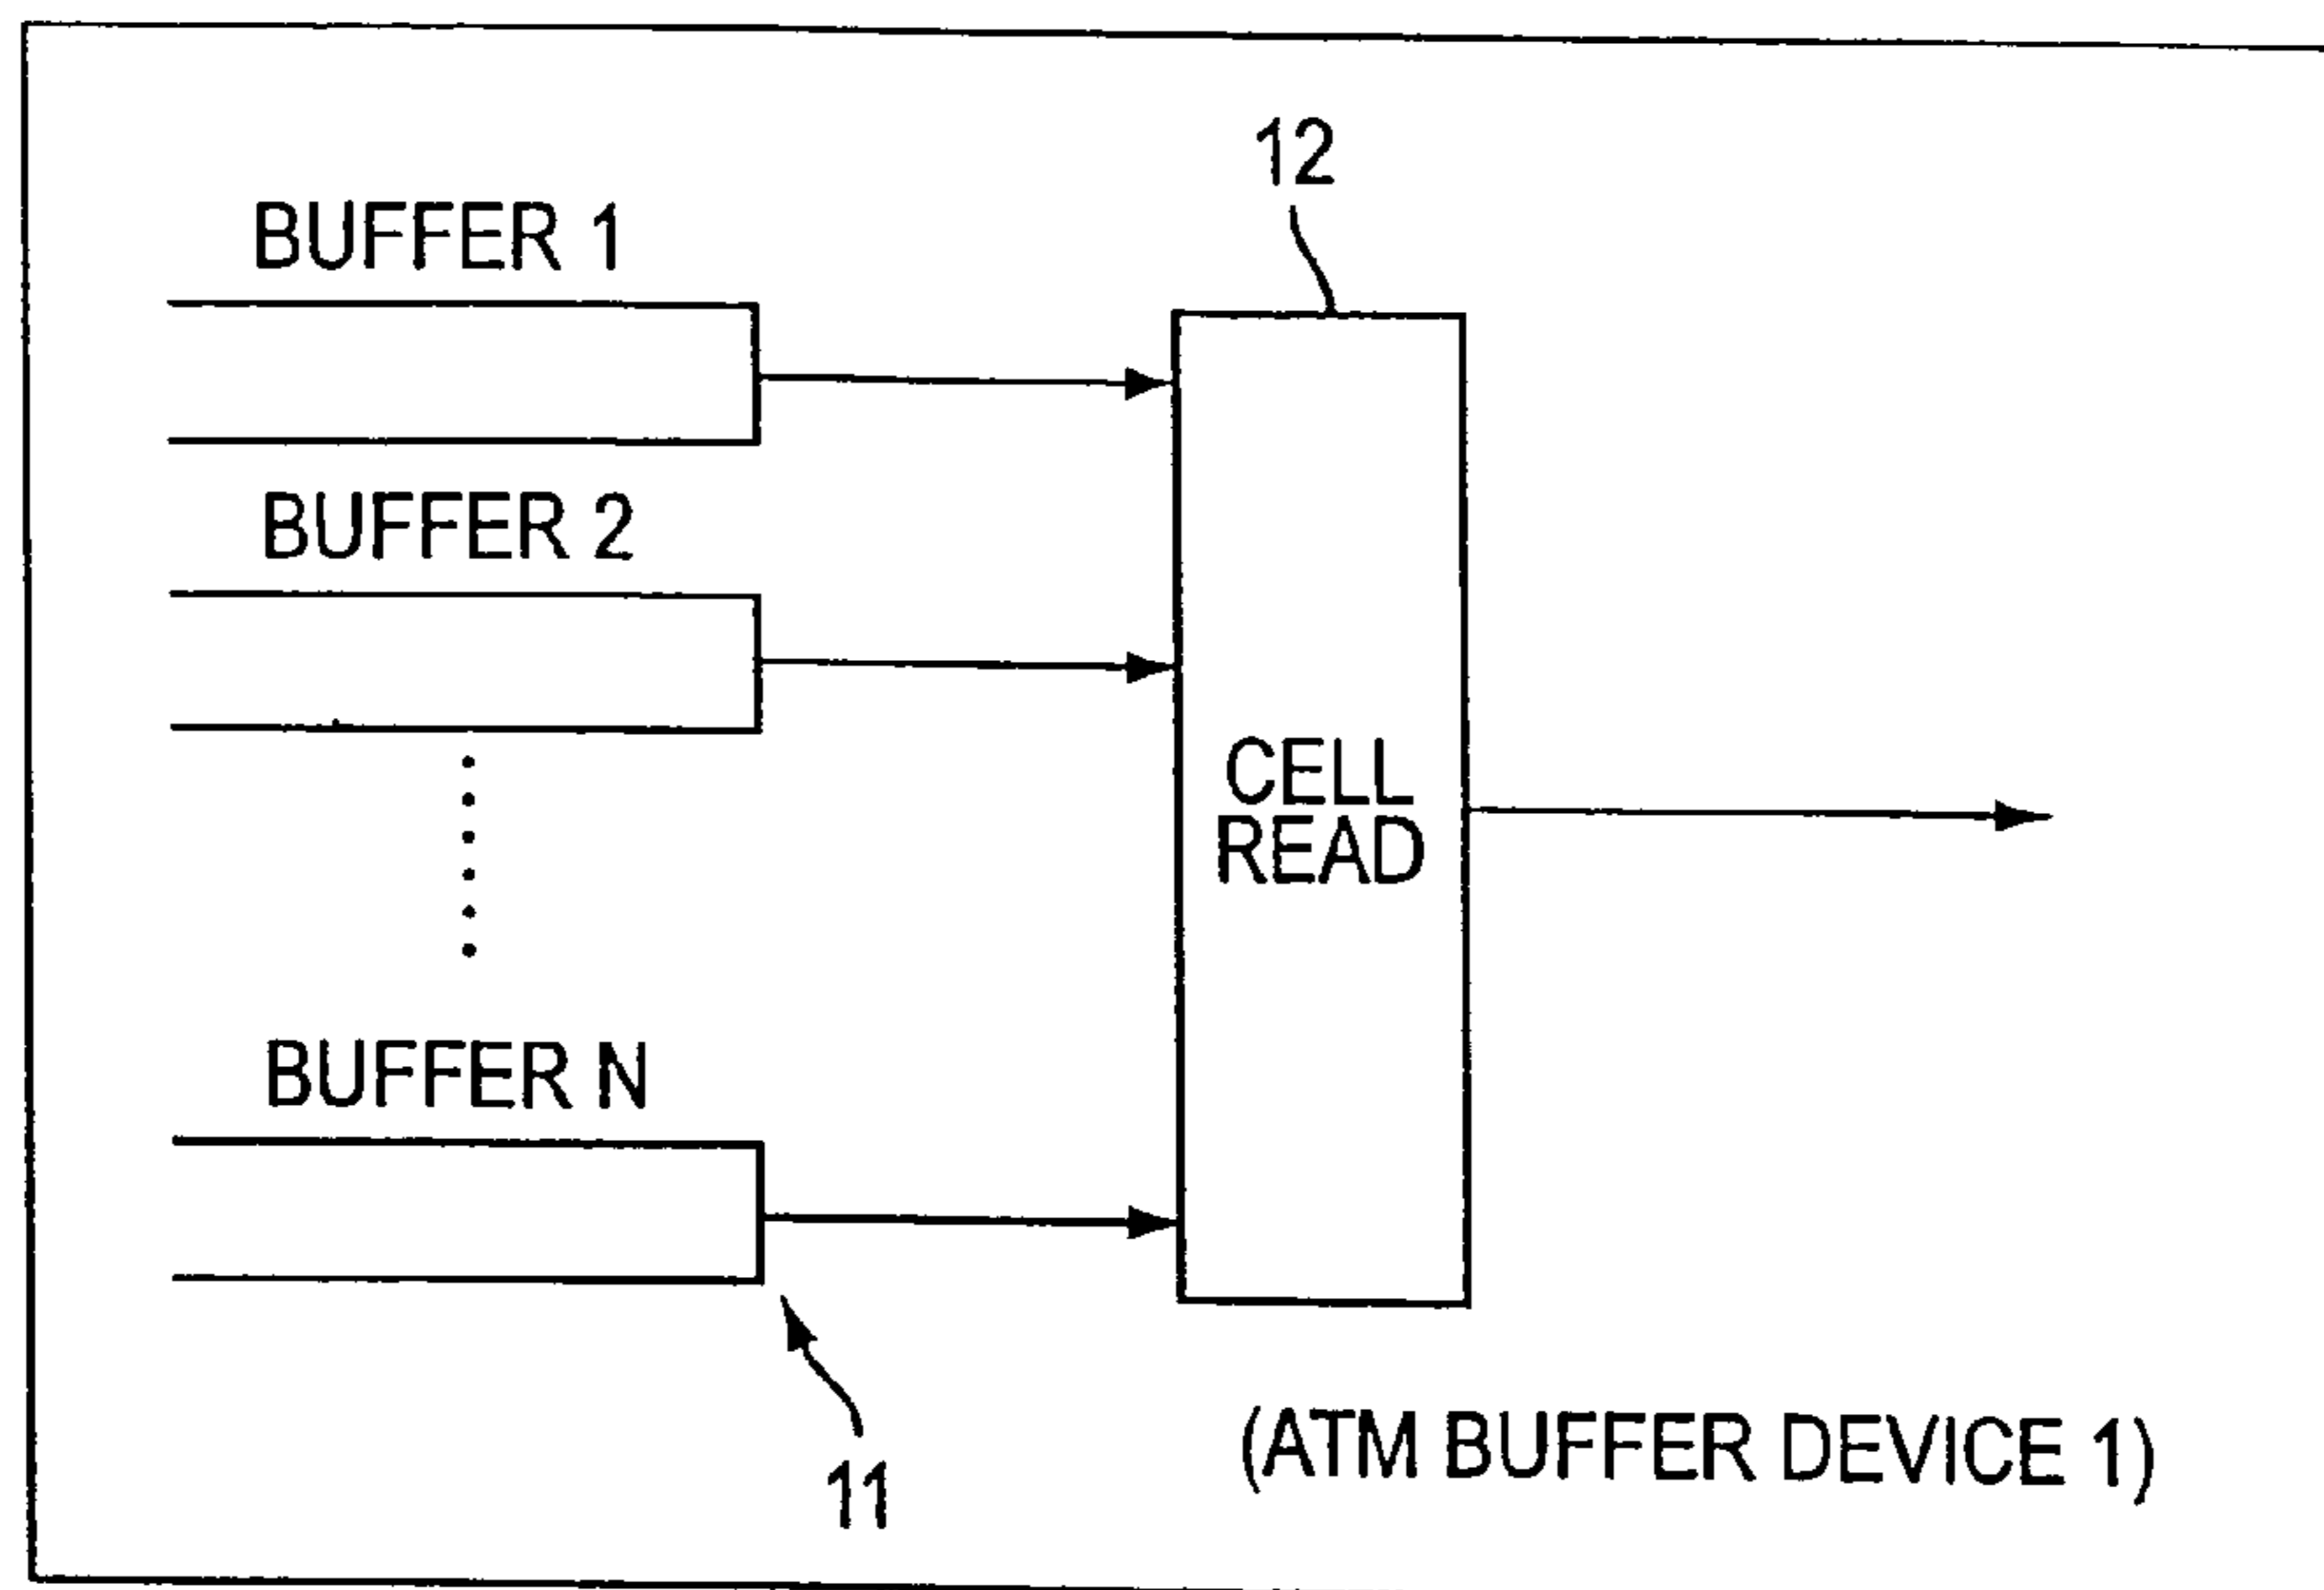 12
BUFFER 1
BUFFER 2
CELL
READ
BUFFER N
11
(ATM BUFFER DEVICE 1)